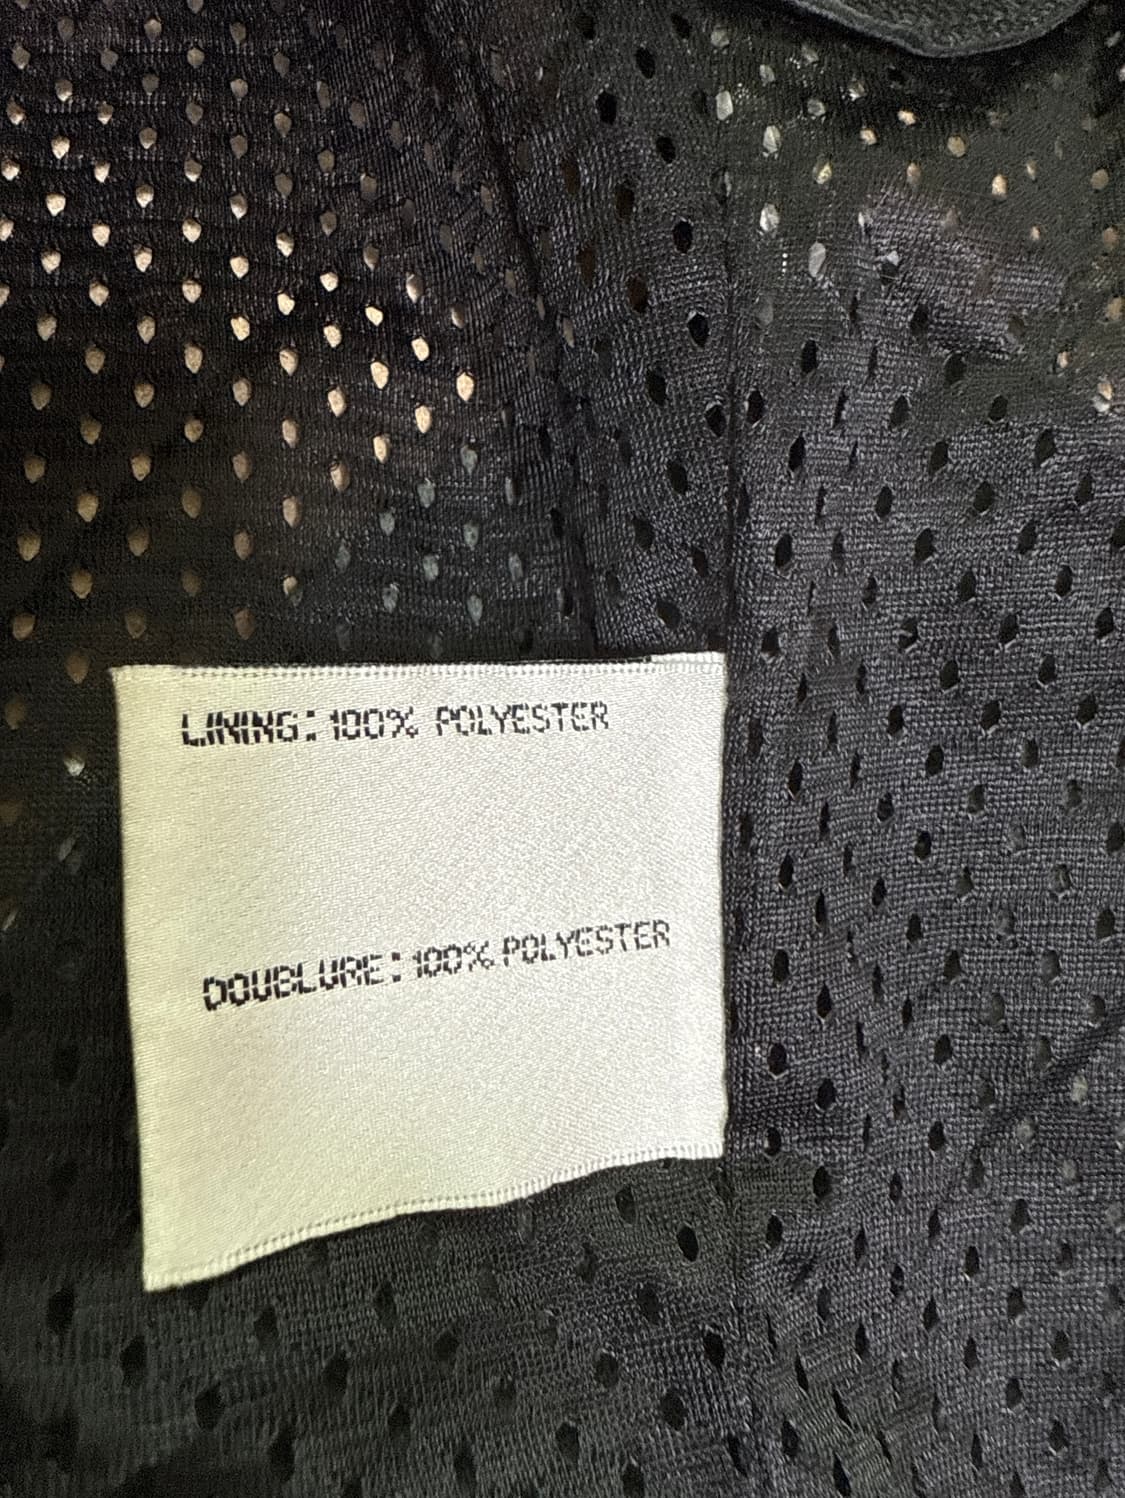 LINING: 100% POLYESTER
DOUBLURE: 100% POLYESTER